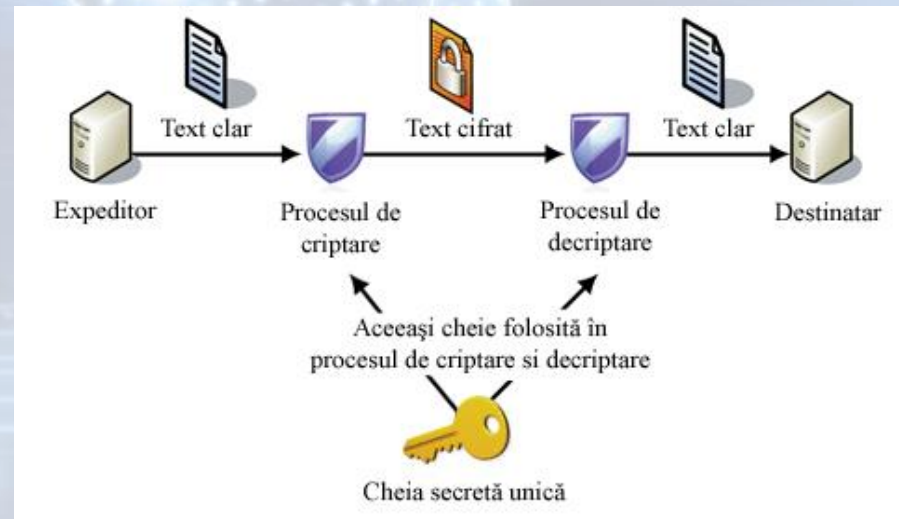 Text clar
Text cifrat
Text clar
Expeditor
Procesul de
criptare
Procesul de
decriptare
Destinatar
Aceeaşi cheie folosită în
procesul de criptare si decriptare
Cheia secretă unică